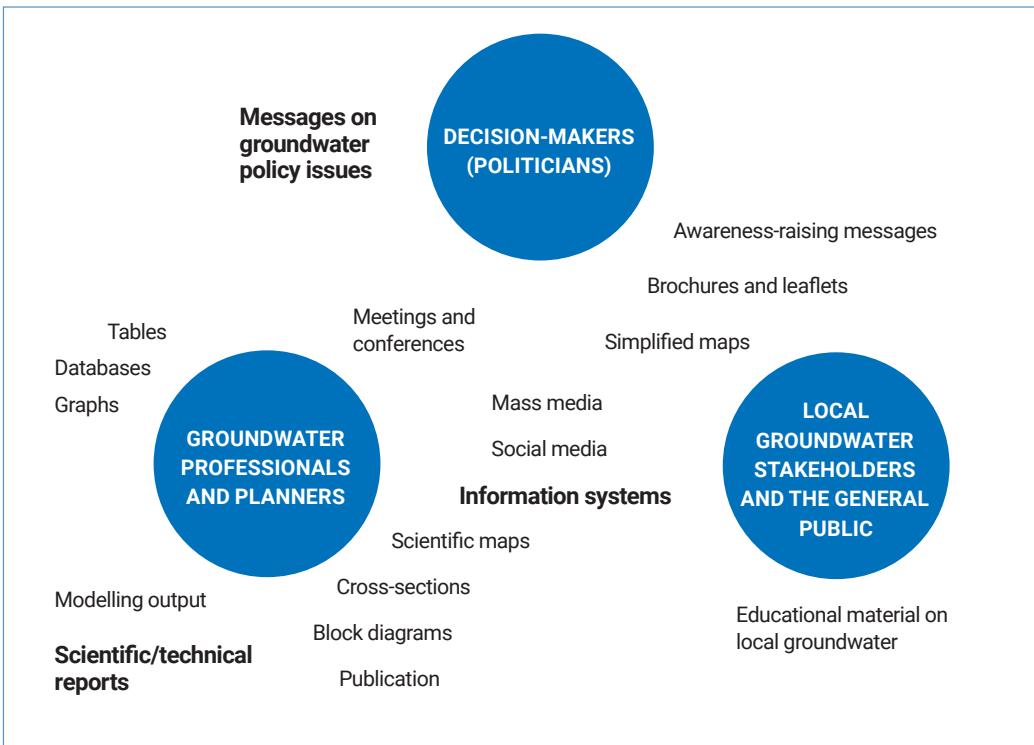 Messages on
groundwater
policy issues
DECISION-MAKERS
(POLITICIANS)
Awareness-raising messages
Brochures and leaflets
Simplified maps
Meetings and
conferences
Tables
Databases
Graphs
GROUNDWATER
PROFESSIONALS
AND PLANNERS
Mass media
Social media
Information systems
LOCAL
GROUNDWATER
STAKEHOLDERS
AND THE GENERAL
PUBLIC
Scientific maps
Cross-sections
Block diagrams
Publication
Modelling output
Scientific/technical
reports
Educational material on
local groundwater